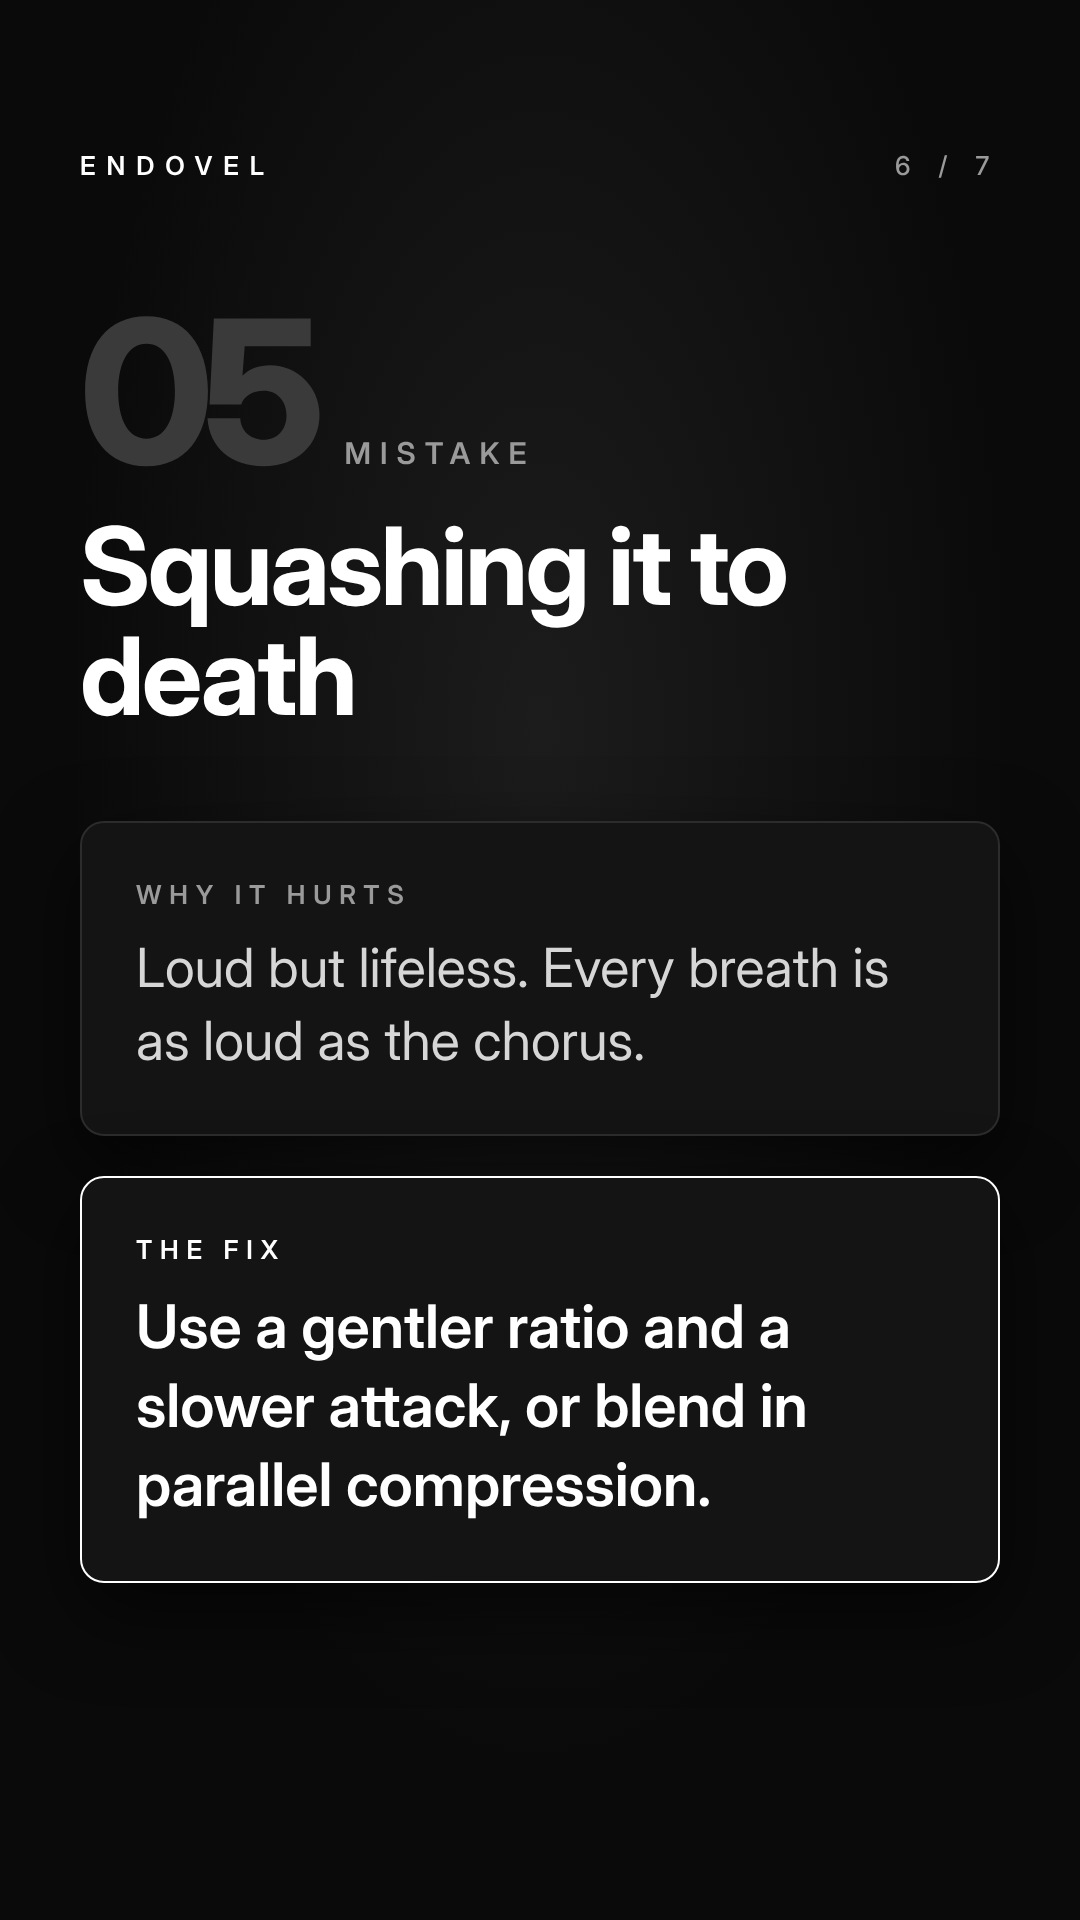 ENDOVEL
6 / 7
05 MISTAKE
Squashing it to
death
WHY IT HURTS
Loud but lifeless. Every breath is
as loud as the chorus.
THE FIX
Use a gentler ratio and a
slower attack, or blend in
parallel compression.